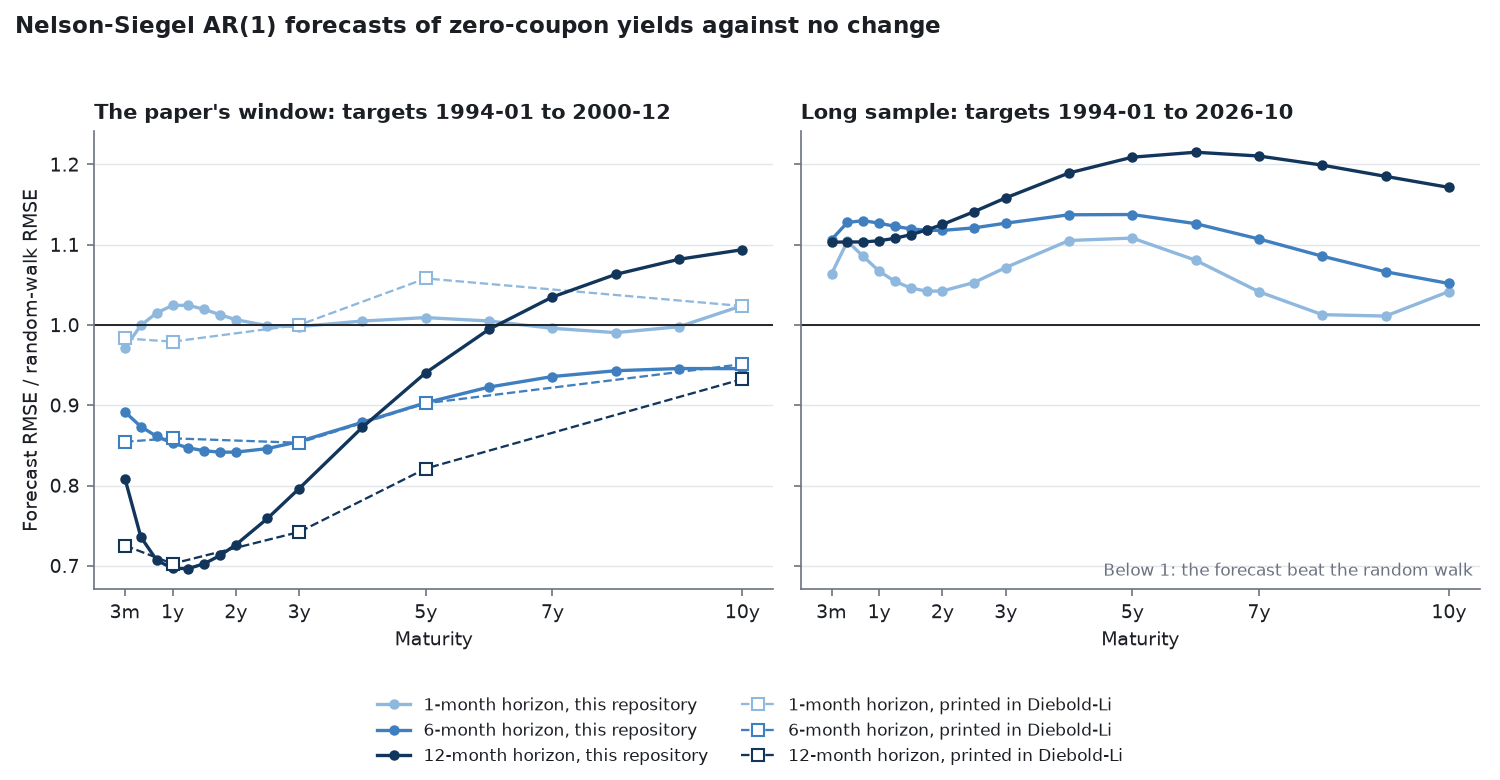 Nelson-Siegel AR(1) forecasts of zero-coupon yields against no change
The paper's window: targets 1994-01 to 2000-12
Long sample: targets 1994-01 to 2026-10
Forecast RMSE / random-walk RMSE
1.2
1.1
1.0
0.9
0.8
0.7
3m 1y 2y 3y 5y 7y 10y
Maturity
Below 1: the forecast beat the random walk
3m 1y 2y 3y 5y 7y 10y
Maturity
1-month horizon, this repository
6-month horizon, this repository
12-month horizon, this repository
1-month horizon, printed in Diebold-Li
6-month horizon, printed in Diebold-Li
12-month horizon, printed in Diebold-Li